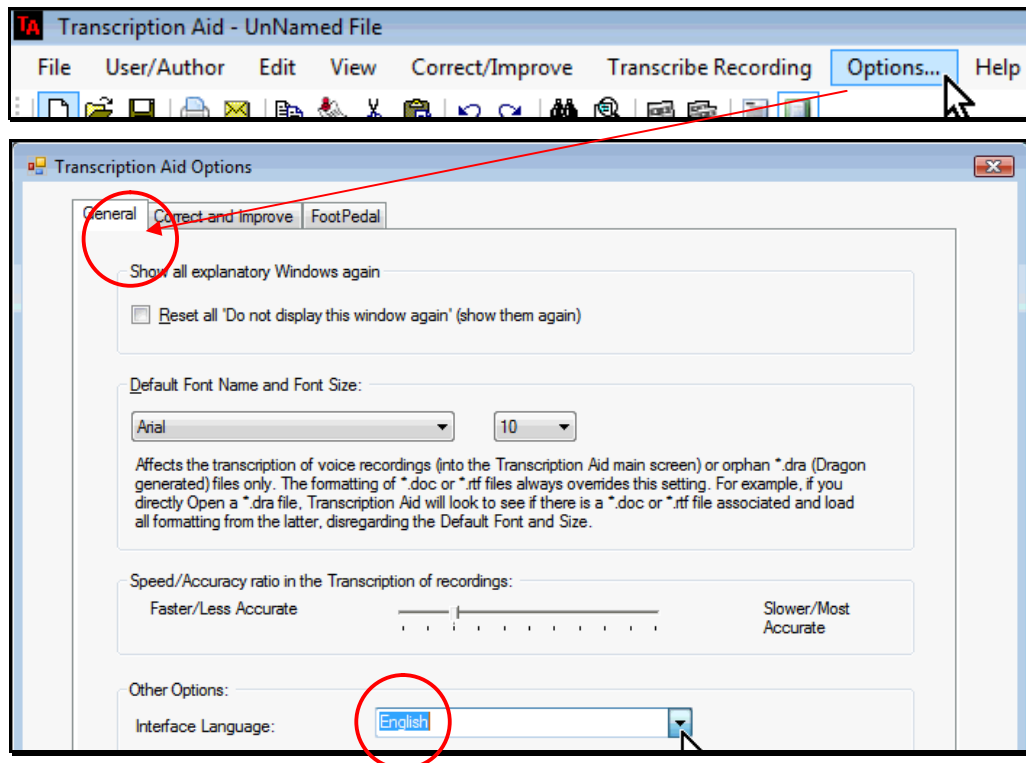 TA Transcription Aid - UnNamed File
File User/Author Edit View Correct/Improve Transcribe Recording Options... Help
Transcription Aid Options
General Correct and Improve FootPedal
Show all explanatory Windows again
Reset all 'Do not display this window again' (show them again)
Default Font Name and Font Size:
Arial 10
Affects the transcription of voice recordings (into the Transcription Aid main screen) or orphan *.dra (Dragon
generated) files only. The formatting of *.doc or *.rtf files always overrides this setting. For example, if you
directly Open a *.dra file, Transcription Aid will look to see if there is a *.doc or *.rtf file associated and load
all formatting from the latter, disregarding the Default Font and Size.
Speed/Accuracy ratio in the Transcription of recordings:
Faster/Less Accurate Slower/Most
Accurate
Other Options:
Interface Language: English